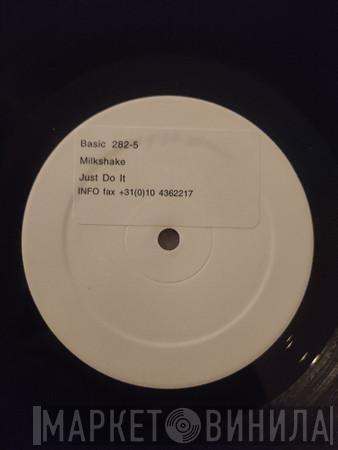 Basic 282-5
Milkshake
Just Do It
INFO fax +31(0)10 4362217
МАРКЕТ ВИНИЛА